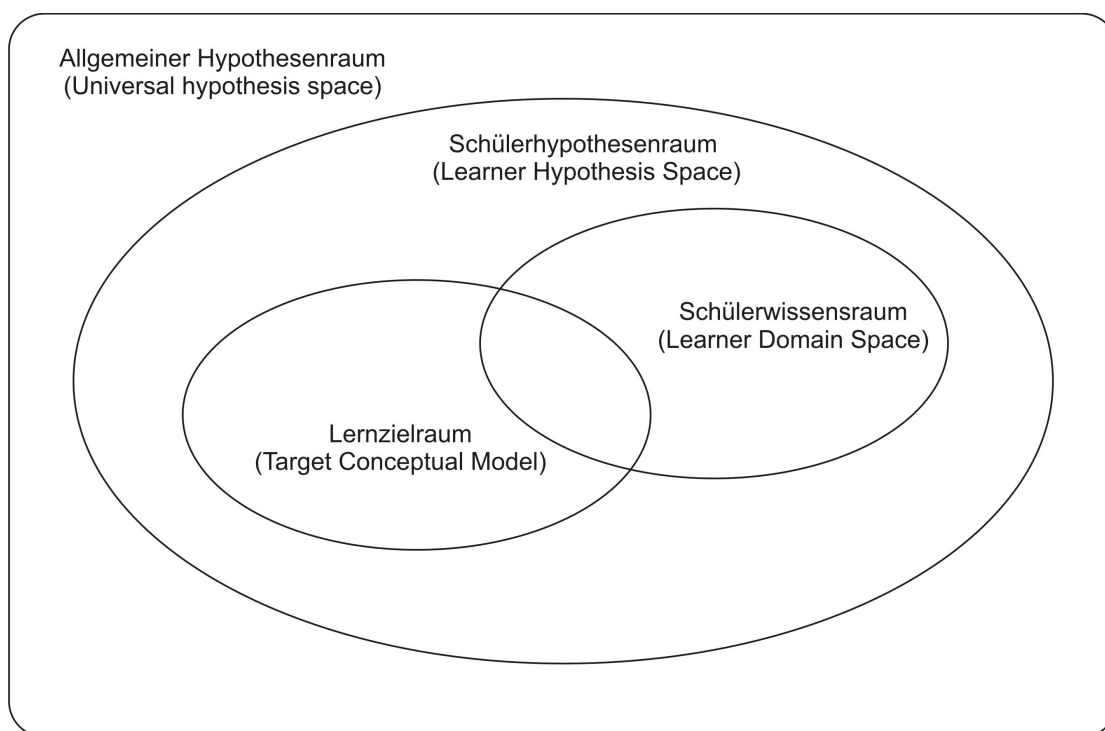 Allgemeiner Hypothesenraum
(Universal hypothesis space)
Schülerhypothesenraum
(Learner Hypothesis Space)
Schülerwissensraum
(Learner Domain Space)
Lernzielraum
(Target Conceptual Model)